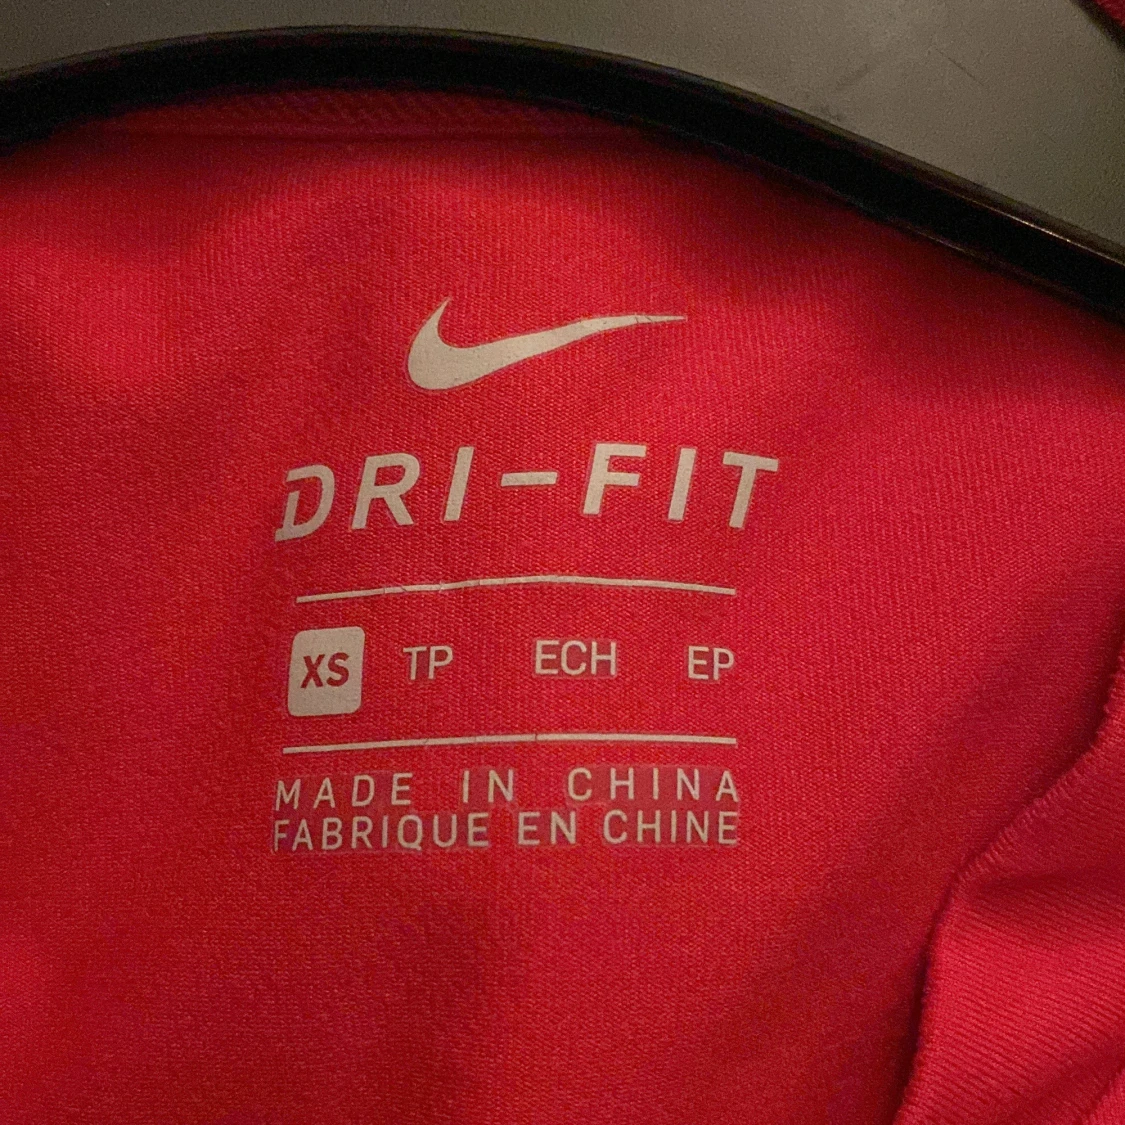 DRI-FIT
XS TP ECH EP
MADE IN CHINA
FABRIQUE EN CHINE